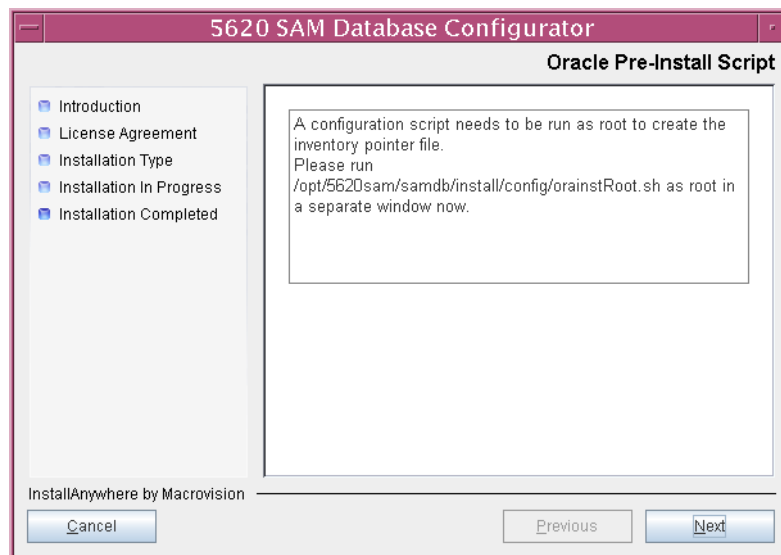 5620 SAM Database Configurator
Oracle Pre-Install Script
Introduction
License Agreement
Installation Type
Installation In Progress
Installation Completed
A configuration script needs to be run as root to create the
inventory pointer file.
Please run
/opt/5620sam/samdb/install/config/orainstRoot.sh as root in
a separate window now.
InstallAnywhere by Macrovision
Cancel
Previous
Next